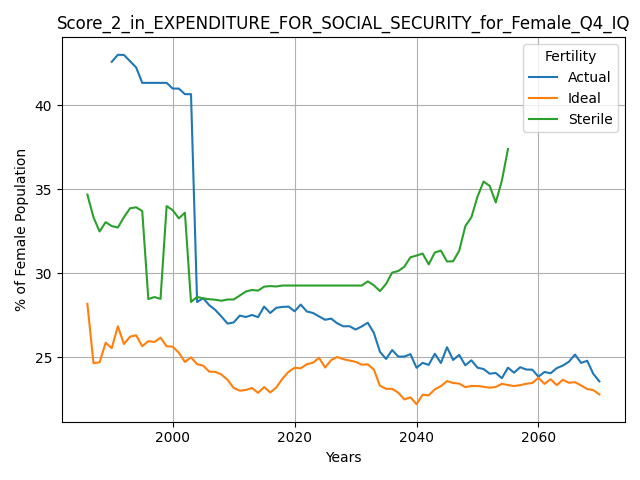 Score_2_in_EXPENDITURE_FOR_SOCIAL_SECURITY_for_Female_Q4_IQ
Fertility
Actual
Ideal
Sterile
% of Female Population
40
35
30
25
2000
2020
2040
2060
Years